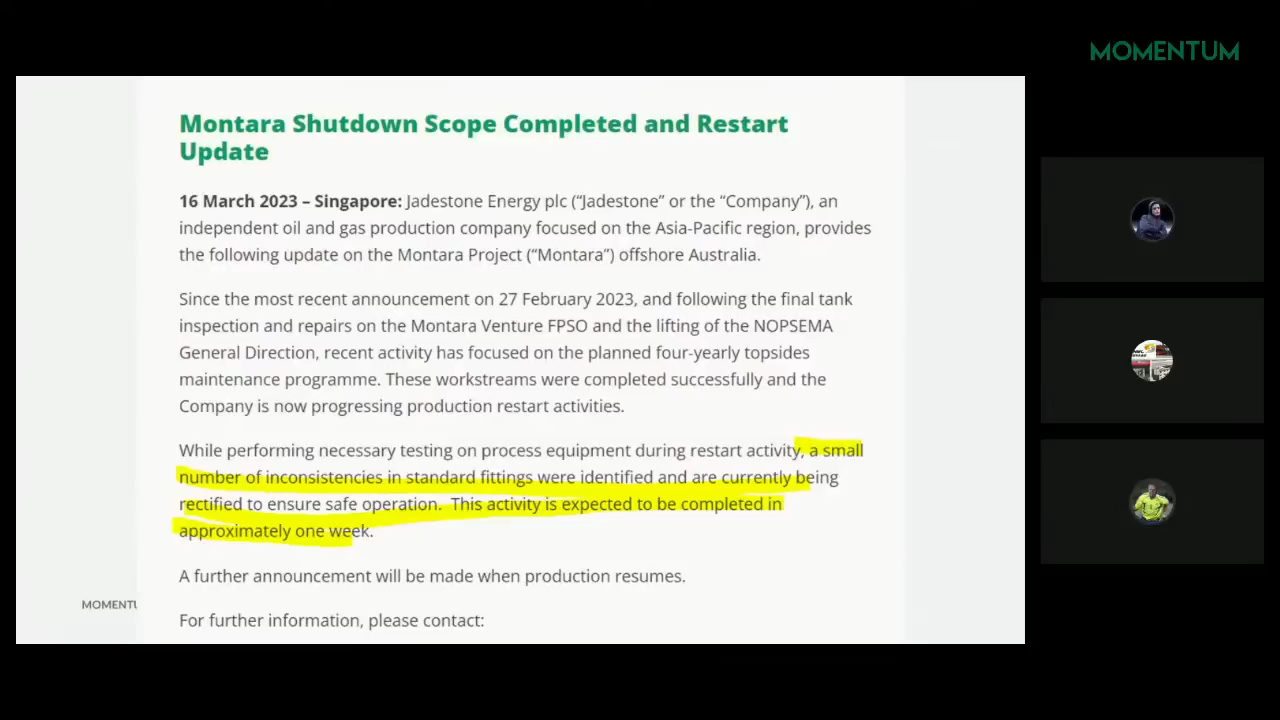 MOMENTUM
Montara Shutdown Scope Completed and Restart
Update
16 March 2023 – Singapore: Jadestone Energy plc (“Jadestone” or the “Company”), an
independent oil and gas production company focused on the Asia-Pacific region, provides
the following update on the Montara Project (“Montara”) offshore Australia.
Since the most recent announcement on 27 February 2023, and following the final tank
inspection and repairs on the Montara Venture FPSO and the lifting of the NOPSEMA
General Direction, recent activity has focused on the planned four-yearly topsides
maintenance programme. These workstreams were completed successfully and the
Company is now progressing production restart activities.
While performing necessary testing on process equipment during restart activity, a small
number of inconsistencies in standard fittings were identified and are currently being
rectified to ensure safe operation.  This activity is expected to be completed in
approximately one week.
A further announcement will be made when production resumes.
MOMENTU
For further information, please contact: